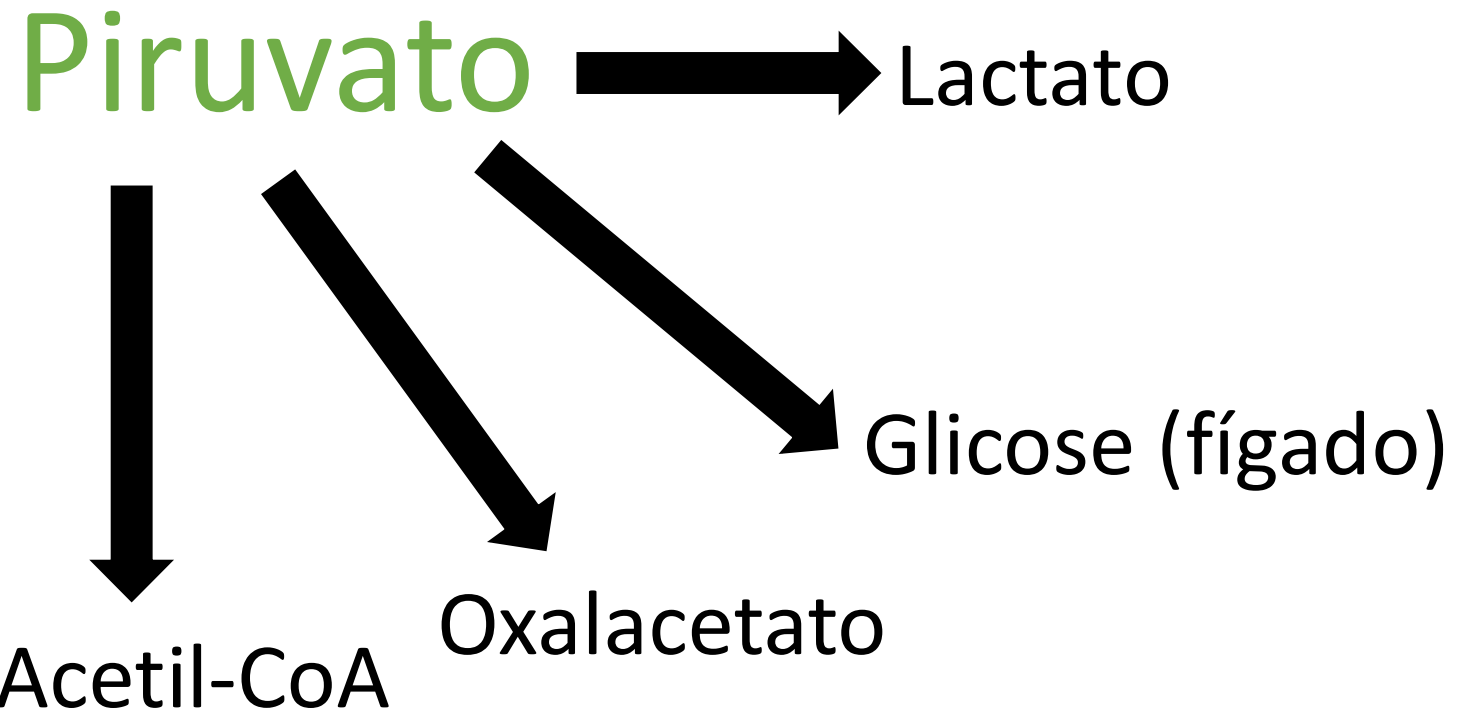 Piruvato
Lactato
Glicose (fígado)
Oxalacetato
Acetil-CoA